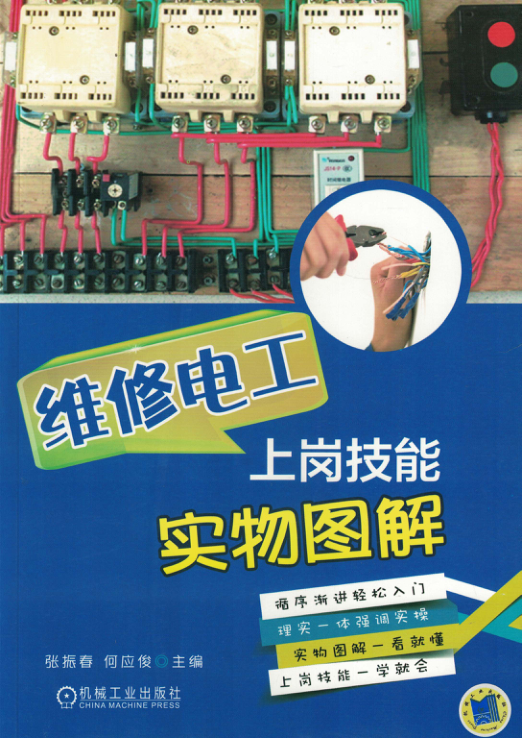 维修电工
上岗技能
实物图解
循序渐进轻松入门
理实一体强调实操
实物图解一看就懂
上岗技能一学就会
张振春 何应俊◎主编
机械工业出版社
CHINA MACHINE PRESS